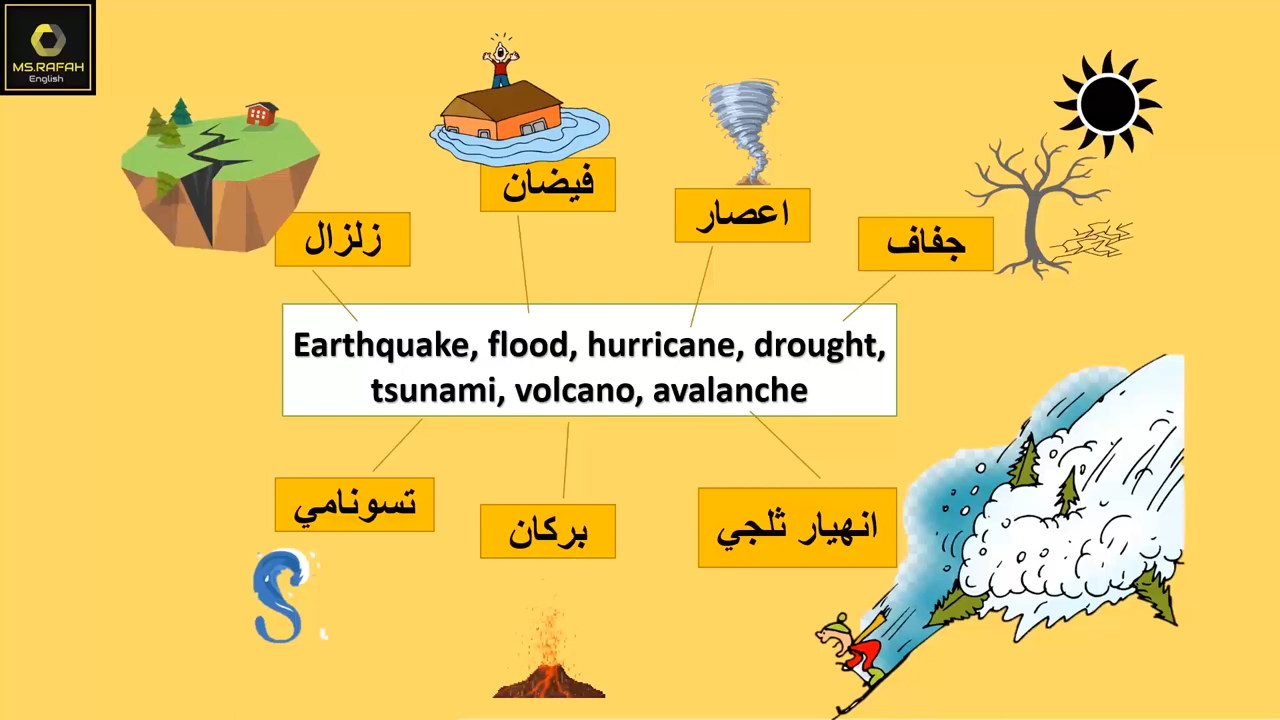 MS.RAFAH
English
فيضان
اعصار
زلزال
جفاف
Earthquake, flood, hurricane, drought,
tsunami, volcano, avalanche
تسونامي
بركان
انهيار ثلجي